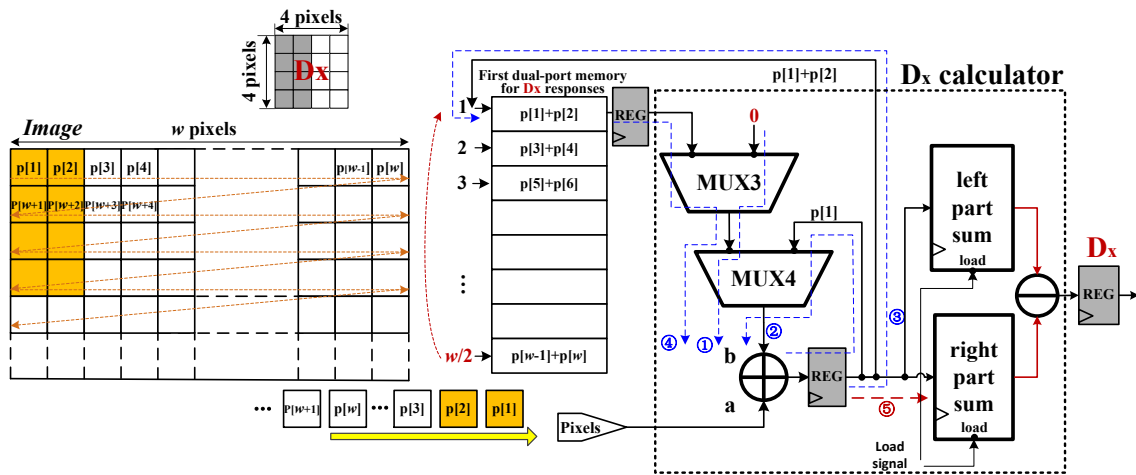 4 pixels
4 pixels
Dx
Image
w pixels
p[1] p[2] p[3] p[4] p[w-1] p[w]
P[w+1] P[w+2] P[w+3] P[w+4]
First dual-port memory
for Dx responses
1 p[1]+p[2]
2 p[3]+p[4]
3 p[5]+p[6]
⋮
w/2 p[w-1]+p[w]
REG
0
MUX3
p[1]
MUX4
p[1]+p[2]
Dx calculator
④ ① ② ③
b
a
REG
⑤
left
part
sum
load
right
part
sum
load
Load
signal
Dx
REG
••• P[w+1] p[w] ••• p[3] p[2] p[1]
Pixels